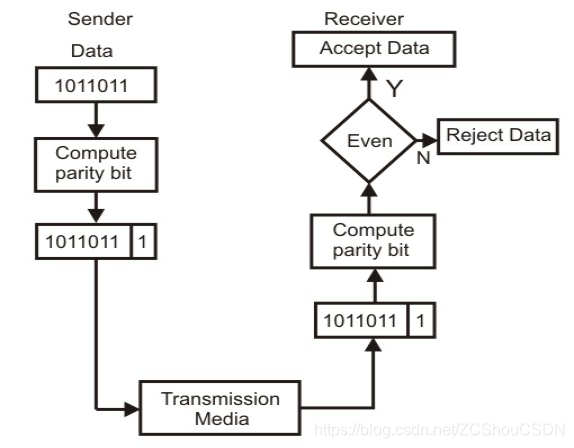 Sender
Data
1011011
Compute
parity bit
1011011 1
Transmission
Media
Receiver
Accept Data
Y
Even
N
Reject Data
Compute
parity bit
1011011 1
https://blog.csdn.net/ZCShouCSDN